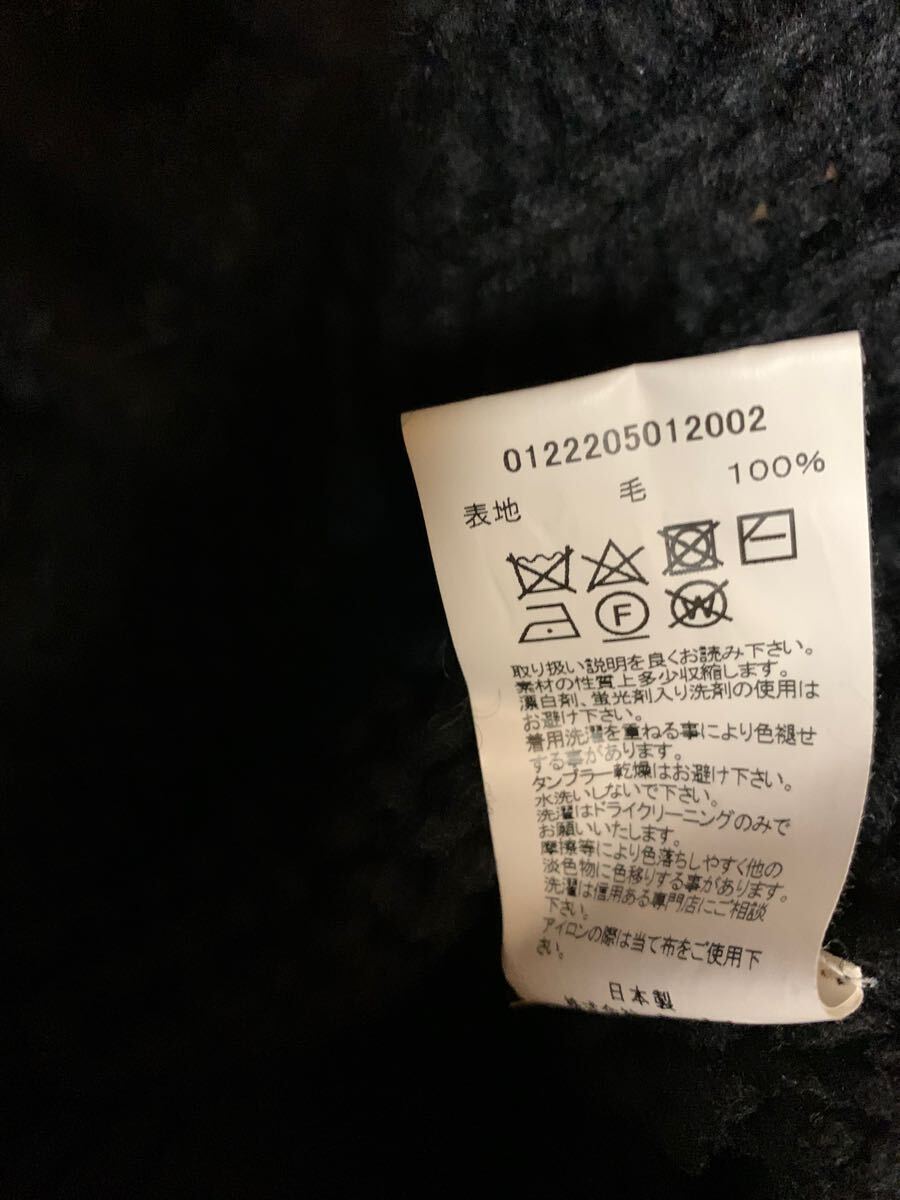 0122205012002
表地 毛 100%
F
W
取り扱い説明を良くお読み下さい。
素材の性質上多少収縮します。
漂白剤、蛍光剤入り洗剤の使用は
お避け下さい。
着用洗濯を重ねる事により色褪せ
する事があります。
タンブラー乾燥はお避け下さい。
水洗いしないで下さい。
洗濯はドライクリーニングのみで
お願いいたします。
摩擦等により色落ちしやすく他の
淡色物に色移りする事があります。
洗濯は信用ある専門店にご相談
下さい。
アイロンの際は当て布をご使用下
さい。
日本製